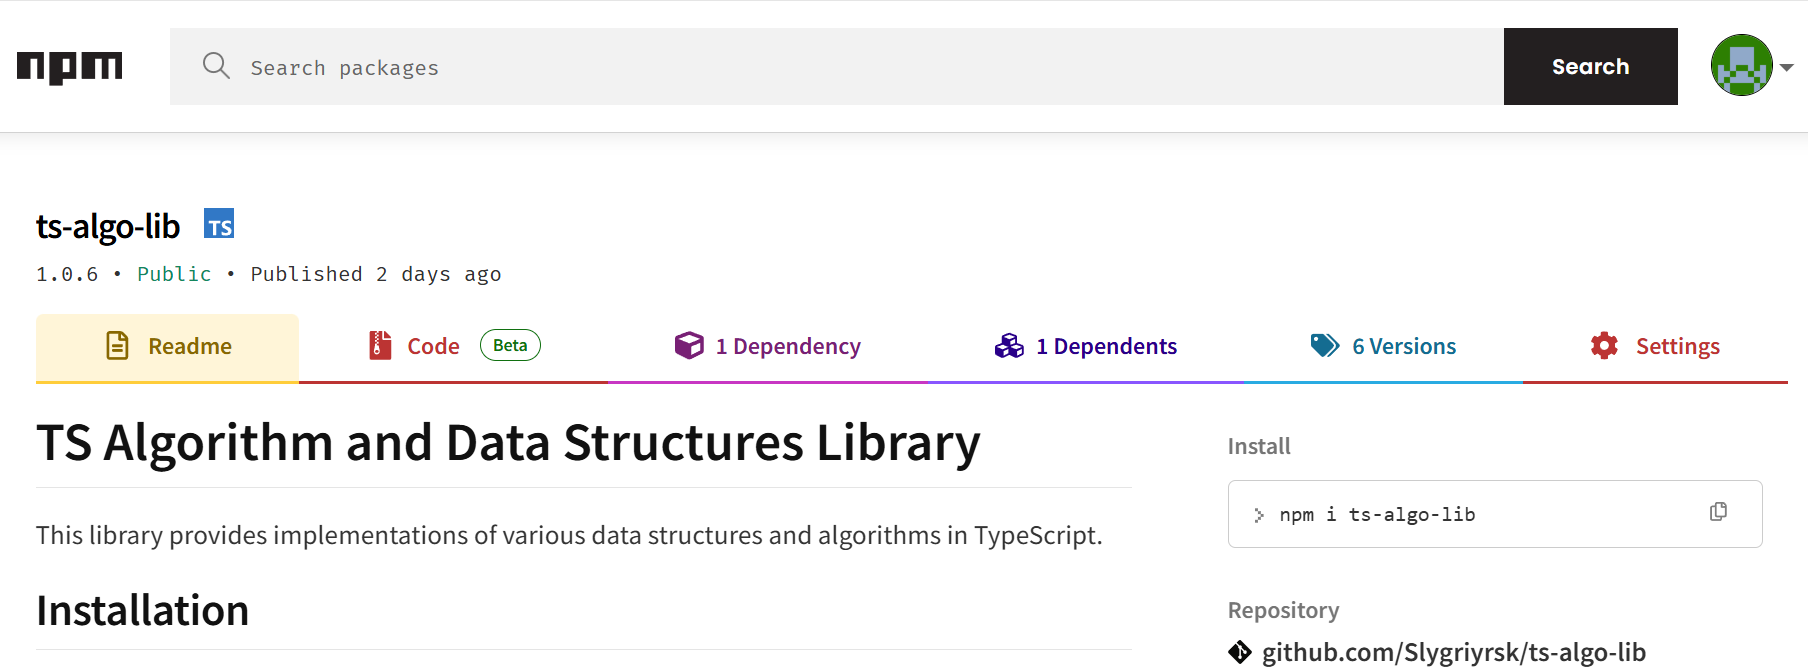 npm
Search packages
Search
ts-algo-lib TS
1.0.6 • Public • Published 2 days ago
Readme
Code Beta
1 Dependency
1 Dependents
6 Versions
Settings
TS Algorithm and Data Structures Library
This library provides implementations of various data structures and algorithms in TypeScript.
Installation
Install
npm i ts-algo-lib
Repository
github.com/Slygriyrsk/ts-algo-lib